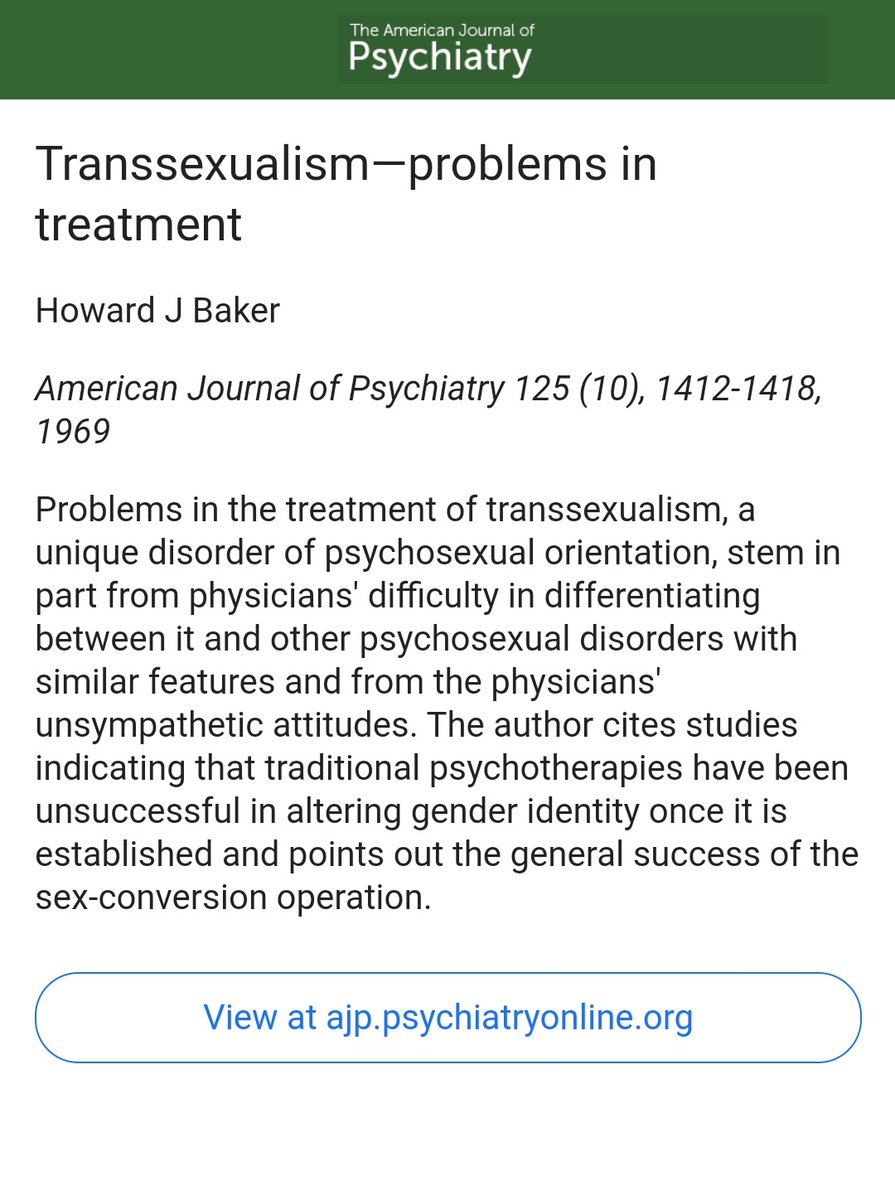 The American Journal of
Psychiatry
Transsexualism—problems in
treatment
Howard J Baker
American Journal of Psychiatry 125 (10), 1412-1418,
1969
Problems in the treatment of transsexualism, a
unique disorder of psychosexual orientation, stem in
part from physicians' difficulty in differentiating
between it and other psychosexual disorders with
similar features and from the physicians'
unsympathetic attitudes. The author cites studies
indicating that traditional psychotherapies have been
unsuccessful in altering gender identity once it is
established and points out the general success of the
sex-conversion operation.
View at ajp.psychiatryonline.org